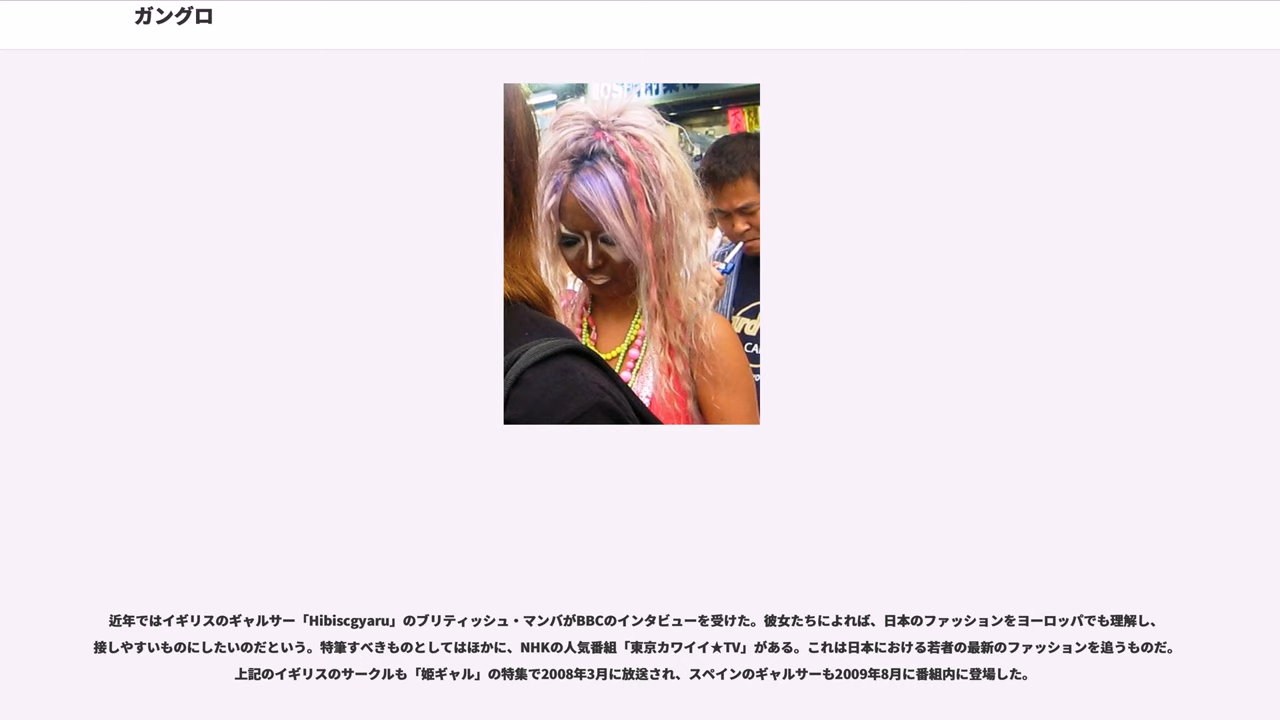 ガングロ
近年ではイギリスのギャルサー「Hibiscgyaru」のブリティッシュ・マンバがBBCのインタビューを受けた。彼女たちによれば、日本のファッションをヨーロッパでも理解し、
接しやすいものにしたいのだという。特筆すべきものとしてはほかに、NHKの人気番組「東京カワイイ★TV」がある。これは日本における若者の最新のファッションを追うものだ。
上記のイギリスのサークルも「姫ギャル」の特集で2008年3月に放送され、スペインのギャルサーも2009年8月に番組内に登場した。